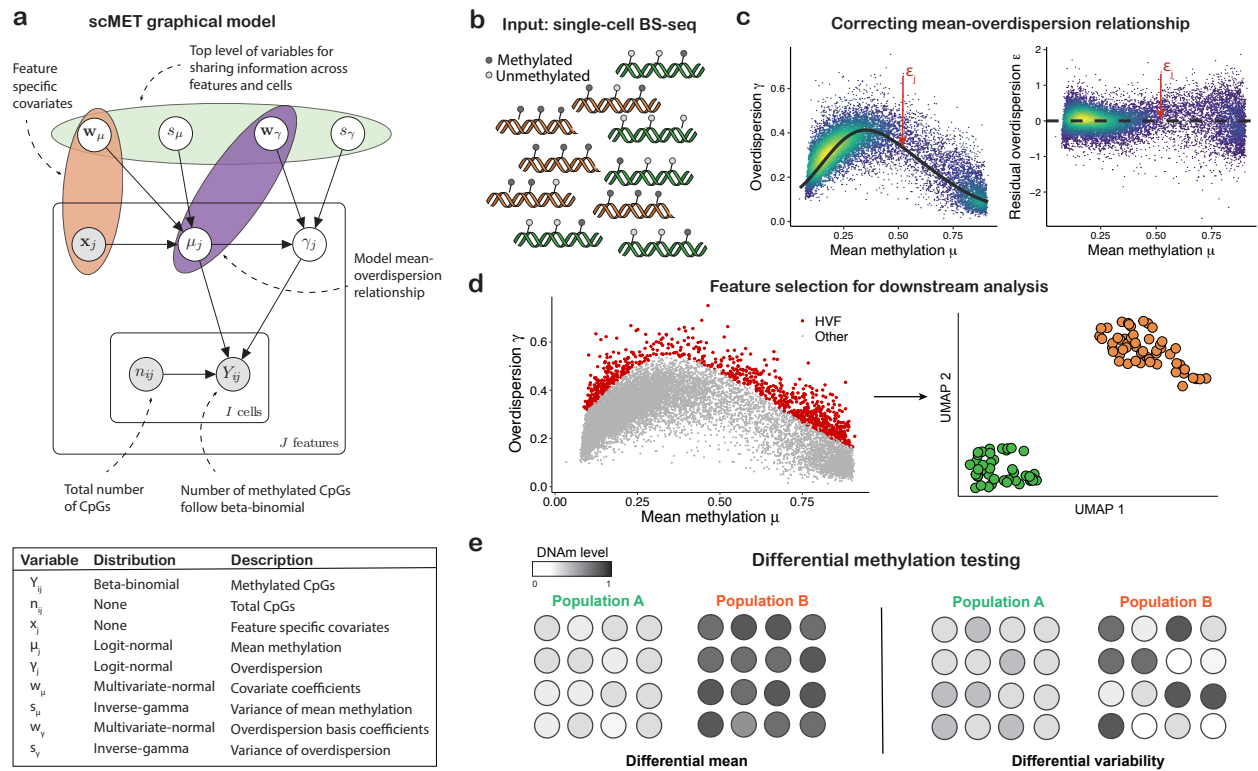 a
scMET graphical model
Top level of variables for
sharing information across
features and cells
Feature
specific
covariates
w_μ
s_μ
w_γ
s_γ
x_j
μ_j
γ_j
Model mean-
overdispersion
relationship
n_ij
Y_ij
I cells
J features
Total number
of CpGs
Number of methylated CpGs
follow beta-binomial
Variable Distribution Description
Y_ij Beta-binomial Methylated CpGs
n_ij None Total CpGs
x_j None Feature specific covariates
μ_j Logit-normal Mean methylation
γ_j Logit-normal Overdispersion
w_μ Multivariate-normal Covariate coefficients
s_μ Inverse-gamma Variance of mean methylation
w_γ Multivariate-normal Overdispersion basis coefficients
s_γ Inverse-gamma Variance of overdispersion
b
Input: single-cell BS-seq
Methylated
Unmethylated
c
Correcting mean-overdispersion relationship
Overdispersion γ
0.6
0.4
0.2
0.0
ε_j
0.00 0.25 0.50 0.75
Mean methylation μ
Residual overdispersion ε
2
1
0
-1
-2
ε_j
0.00 0.25 0.50 0.75
Mean methylation μ
d
Feature selection for downstream analysis
Overdispersion γ
0.6
0.4
0.2
0.0
HVF
Other
0.00 0.25 0.50 0.75
Mean methylation μ
UMAP 2
UMAP 1
e
Differential methylation testing
DNAm level
0 1
Population A Population B
Differential mean
Population A Population B
Differential variability